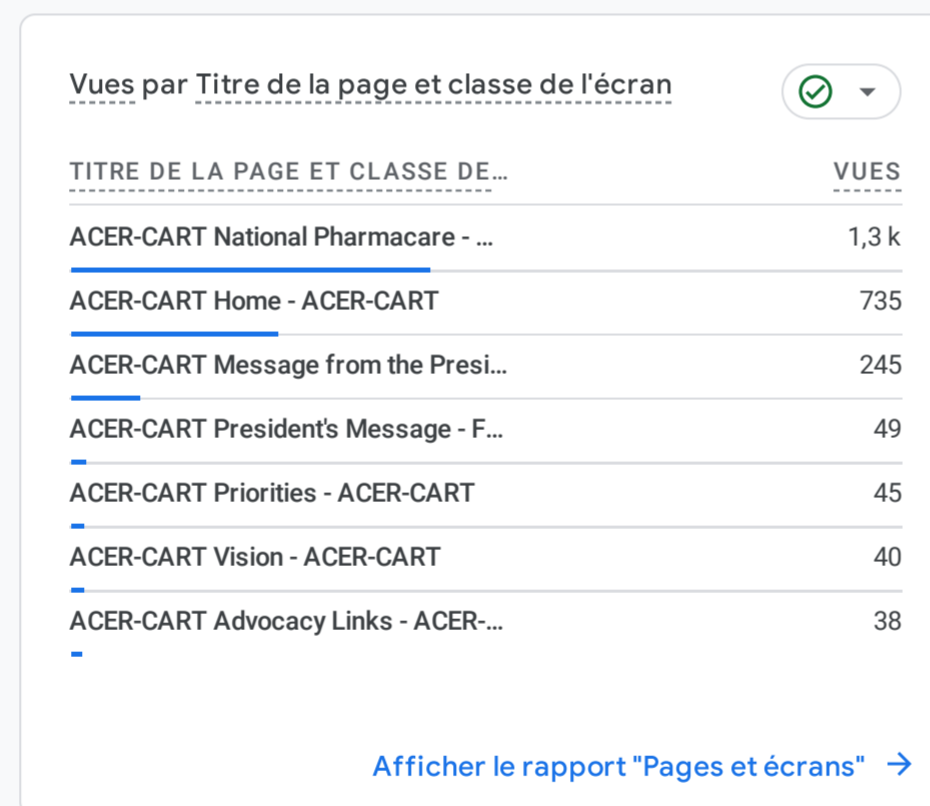 Vues par Titre de la page et classe de l'écran
TITRE DE LA PAGE ET CLASSE DE... VUES
ACER-CART National Pharmacare - ... 1,3 k
ACER-CART Home - ACER-CART 735
ACER-CART Message from the Presi... 245
ACER-CART President's Message - F... 49
ACER-CART Priorities - ACER-CART 45
ACER-CART Vision - ACER-CART 40
ACER-CART Advocacy Links - ACER-... 38
Afficher le rapport "Pages et écrans" →